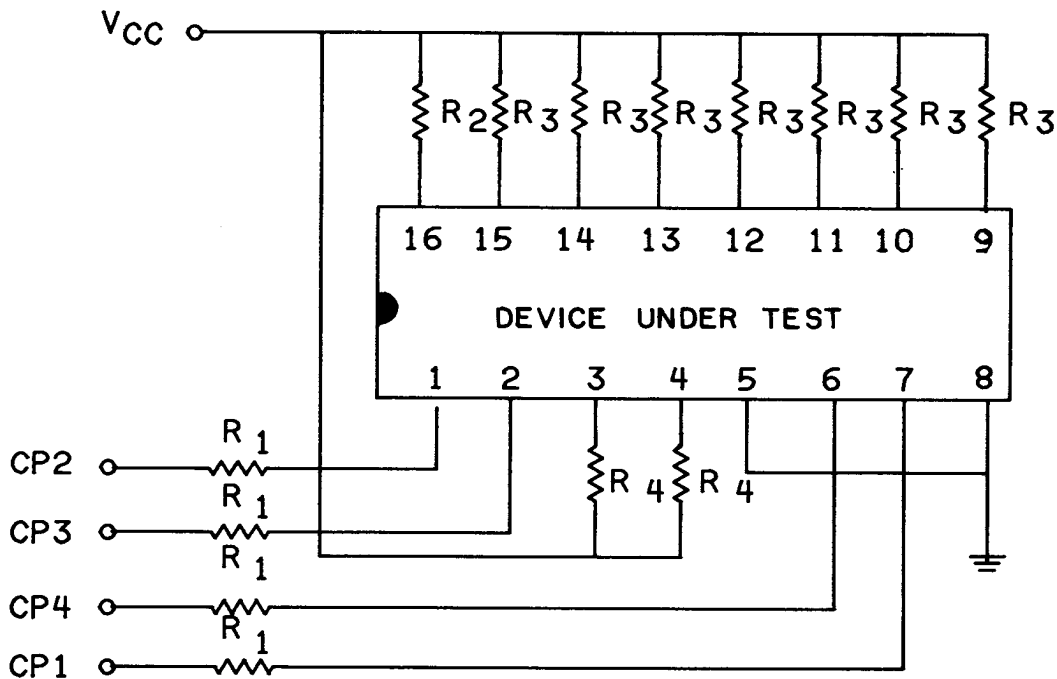 VCC
R2 R3 R3 R3 R3 R3 R3 R3
16 15 14 13 12 11 10 9
DEVICE UNDER TEST
1 2 3 4 5 6 7 8
R1
CP2
R4 R4
R1
CP3
R1
CP4
R1
CP1